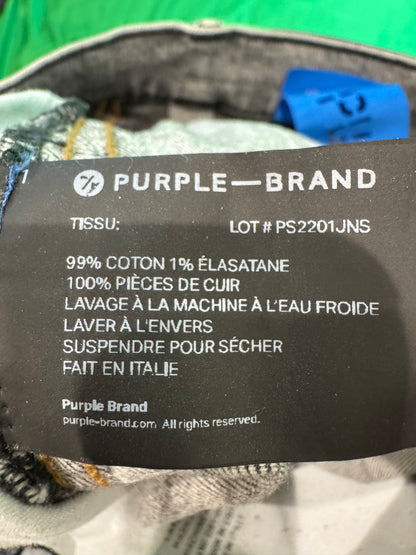 PURPLE—BRAND
TISSU: LOT # PS2201JNS
99% COTON 1% ÉLASATANE
100% PIÈCES DE CUIR
LAVAGE À LA MACHINE À L'EAU FROIDE
LAVER À L'ENVERS
SUSPENDRE POUR SÉCHER
FAIT EN ITALIE
Purple Brand
purple-brand.com All rights reserved.